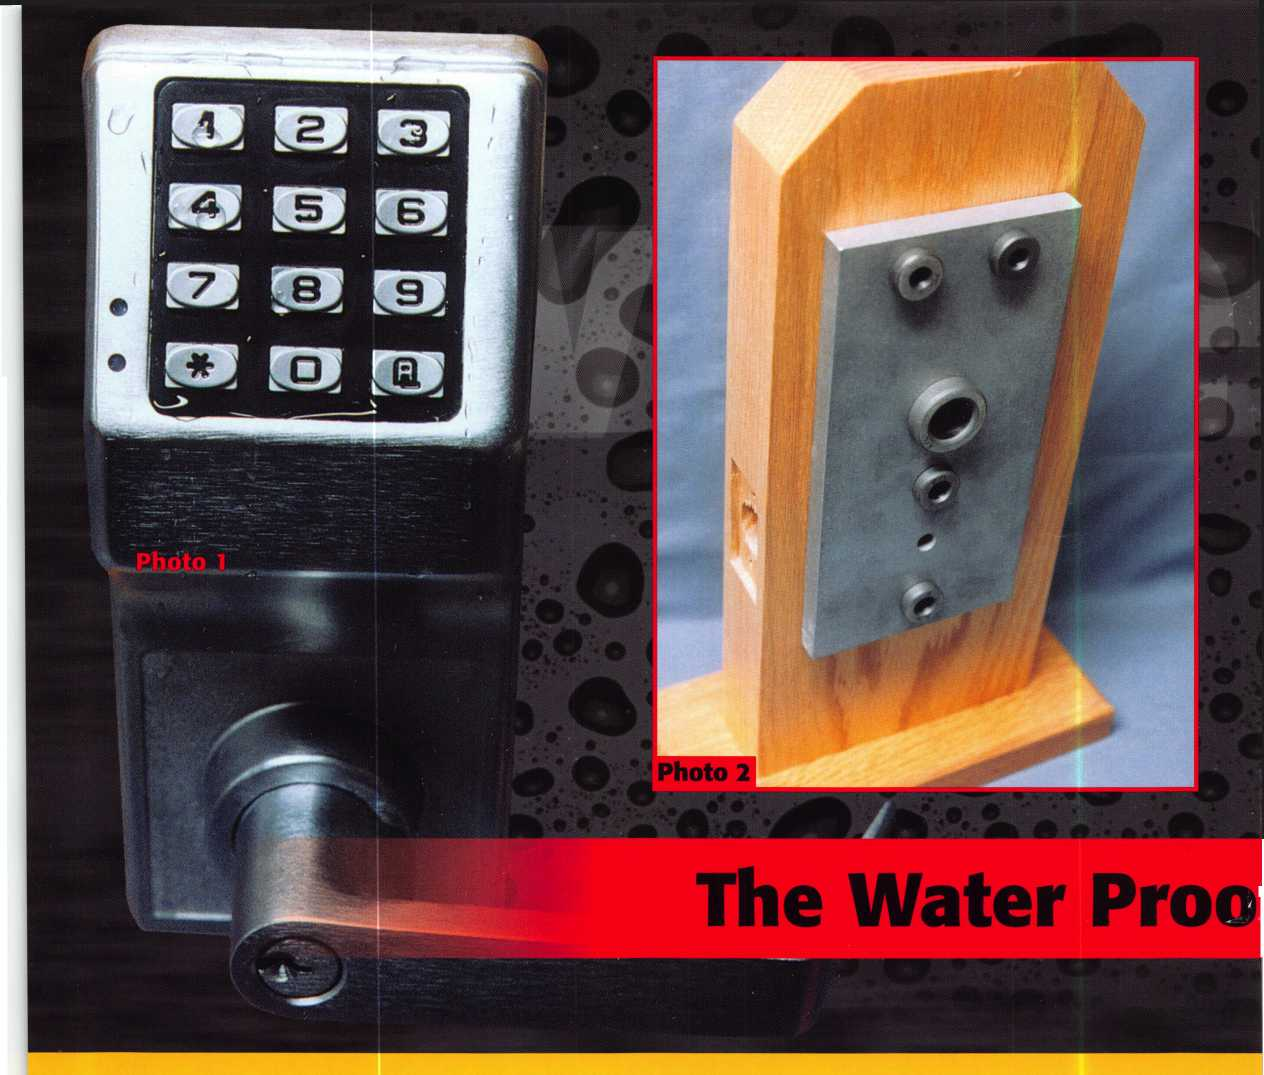 1 2 3
4 5 6
7 8 9
* 0 A
Photo 1
Photo 2
The Water Proo